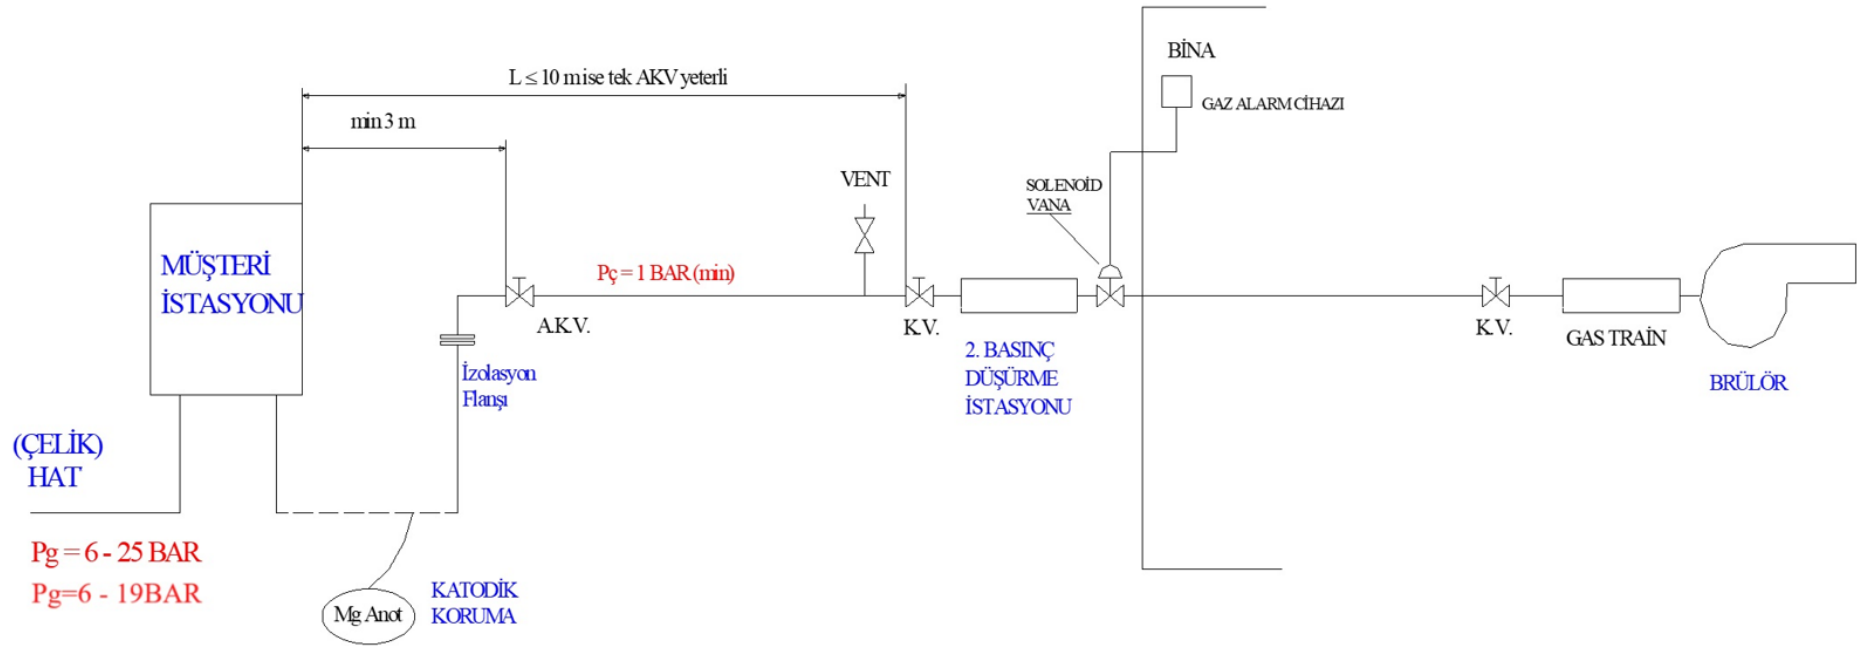 BİNA
L ≤ 10 m ise tek AKV yeterli
GAZ ALARM CİHAZI
min 3 m
VENT
SOLENOİD
VANA
MÜŞTERİ
İSTASYONU
Pç = 1 BAR (min)
A.K.V.
K.V.
K.V.
GAS TRAİN
2. BASINÇ
DÜŞÜRME
İSTASYONU
İzolasyon
Flanşı
BRÜLÖR
(ÇELİK)
HAT
Pg = 6 - 25 BAR
Pg=6 - 19BAR
Mg Anot
KATODİK
KORUMA